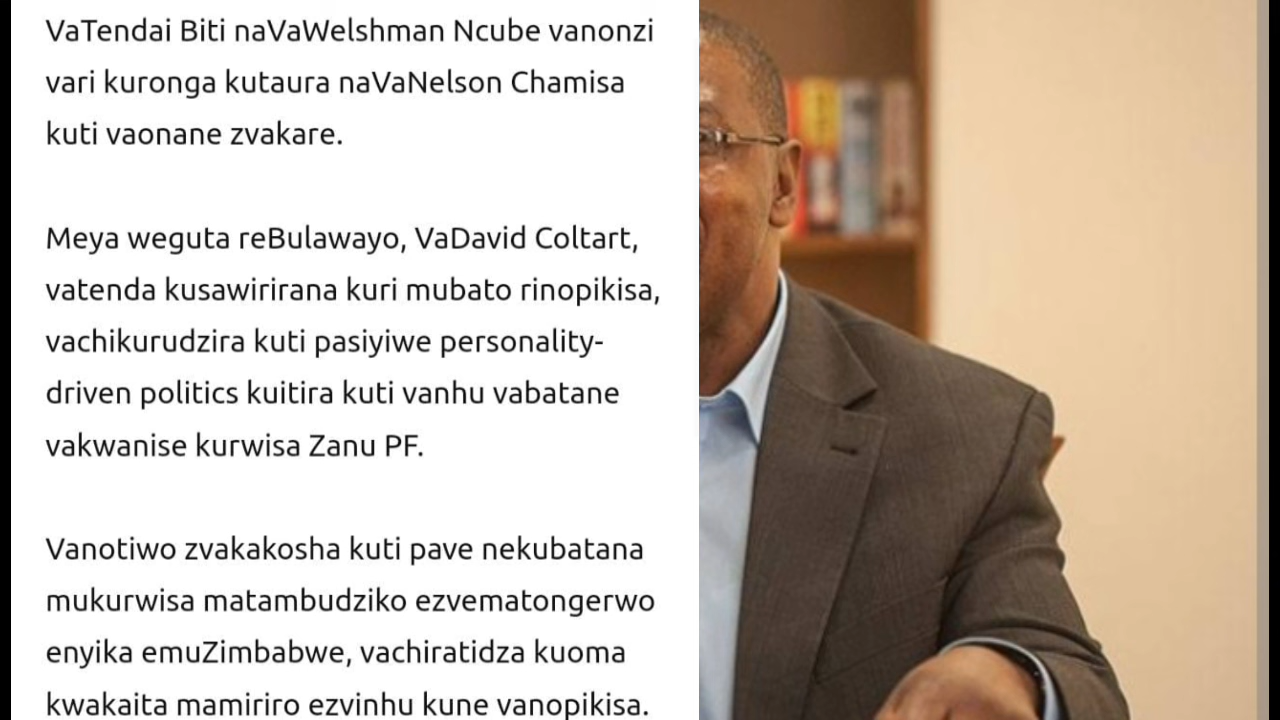 VaTendai Biti naVaWelshman Ncube vanonzi
vari kuronga kutaura naVaNelson Chamisa
kuti vaonane zvakare.
Meya weguta reBulawayo, VaDavid Coltart,
vatenda kusawirirana kuri mubato rinopikisa,
vachikurudzira kuti pasiyiwe personality-
driven politics kuitira kuti vanhu vabatane
vakwanise kurwisa Zanu PF.
Vanotiwo zvakakosha kuti pave nekubatana
mukurwisa matambudziko ezvematongerwo
enyika emuZimbabwe, vachiratidza kuoma
kwakaita mamiriro ezvinhu kune vanopikisa.